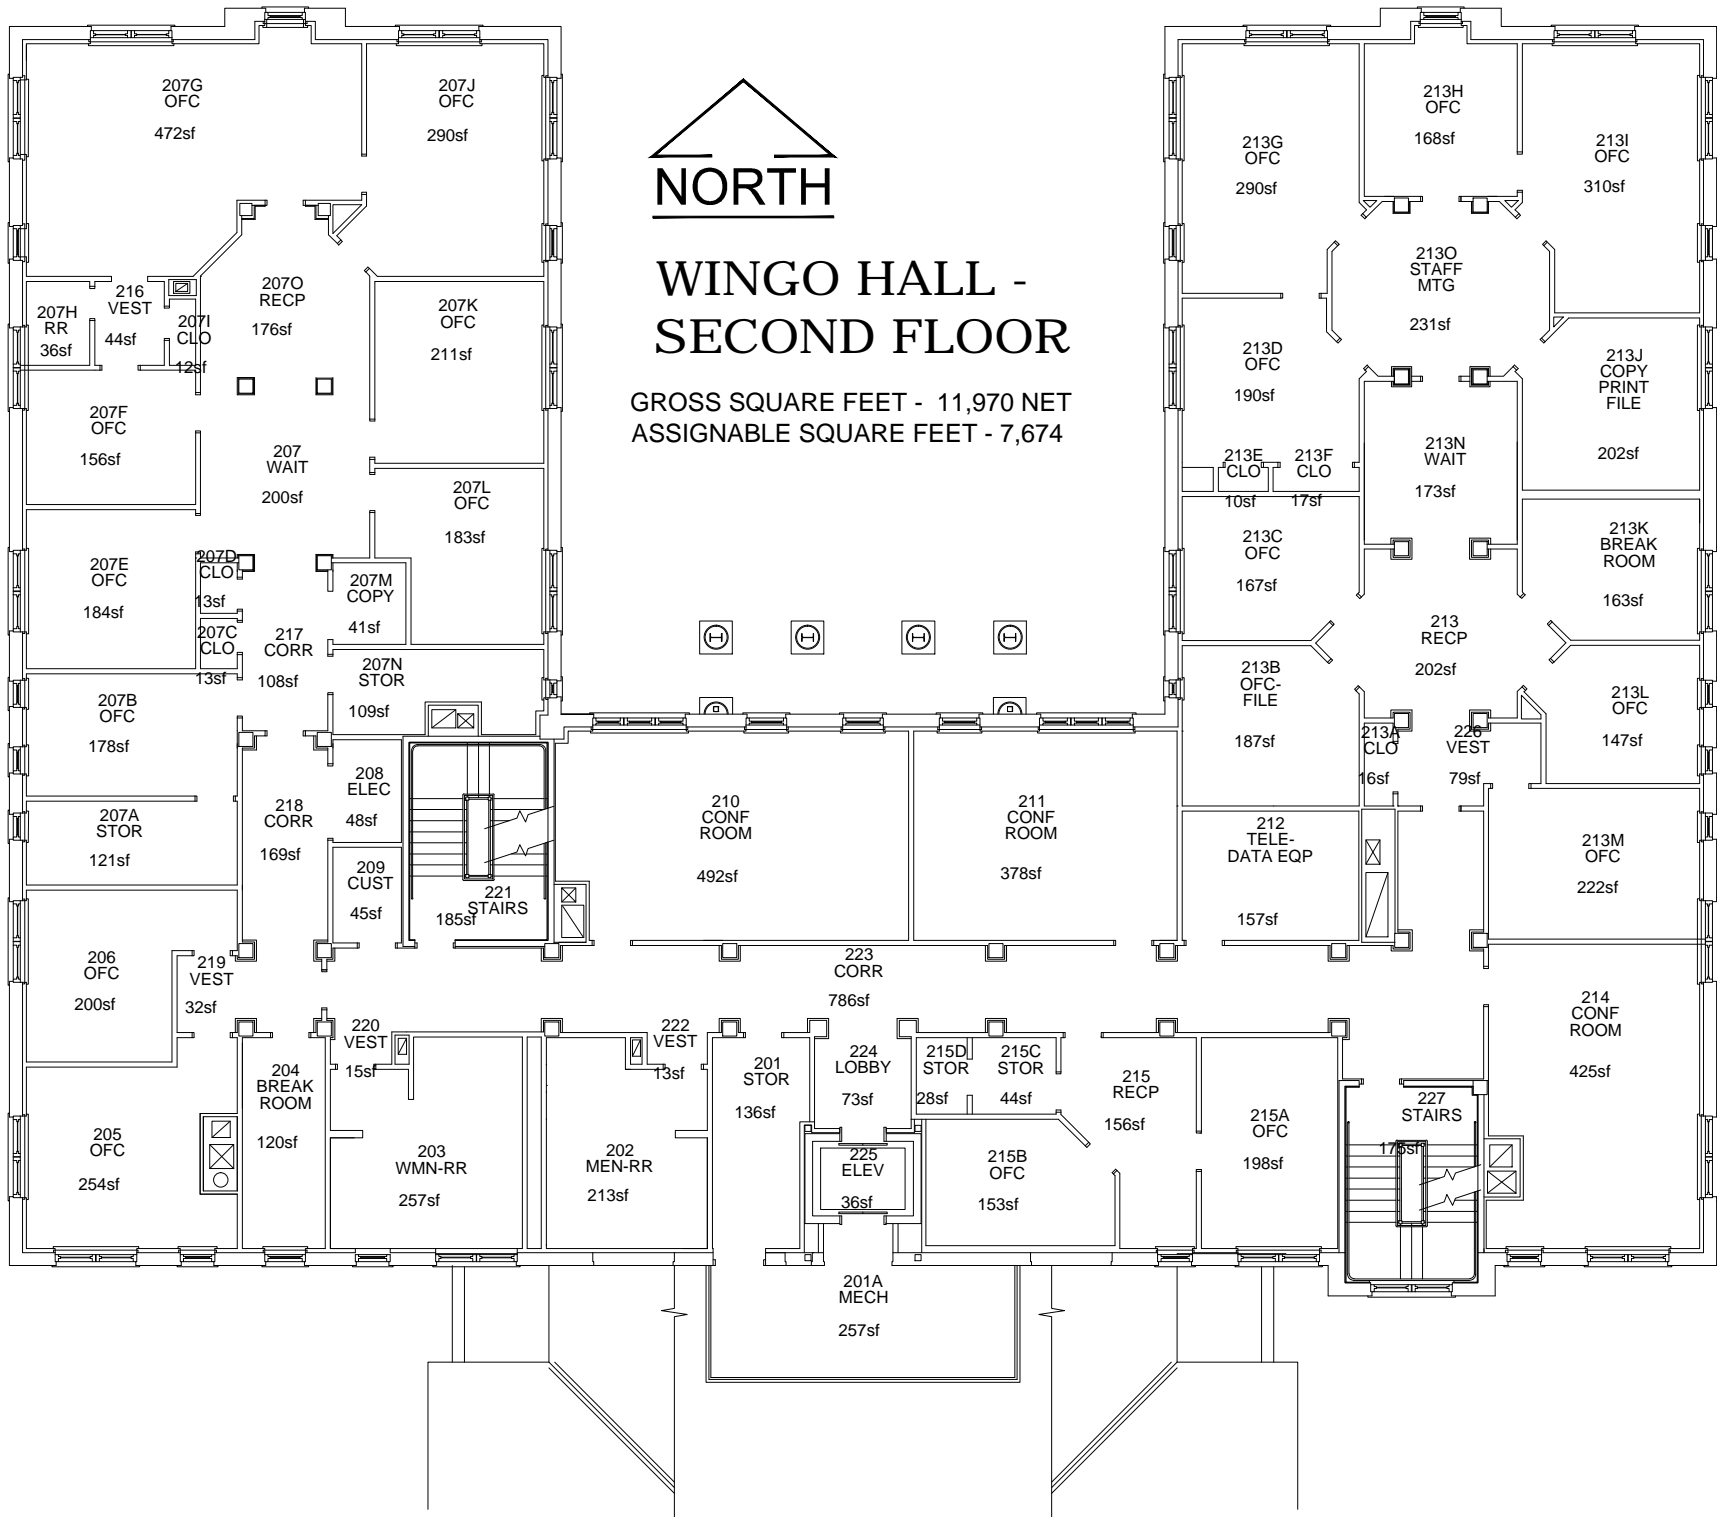 207G
OFC
472sf
207J
OFC
290sf
NORTH
WINGO HALL -
SECOND FLOOR
GROSS SQUARE FEET - 11,970 NET
ASSIGNABLE SQUARE FEET - 7,674
213G
OFC
290sf
213H
OFC
168sf
213I
OFC
310sf
207H
RR
36sf
216
VEST
44sf
207I
CLO
12sf
207O
RECP
176sf
207K
OFC
211sf
213O
STAFF
MTG
231sf
213D
OFC
190sf
213J
COPY
PRINT
FILE
202sf
207F
OFC
156sf
207
WAIT
200sf
207L
OFC
183sf
213E
CLO
10sf
213F
CLO
17sf
213N
WAIT
173sf
207E
OFC
184sf
207D
CLO
13sf
207C
CLO
13sf
217
CORR
108sf
207M
COPY
41sf
207N
STOR
109sf
213C
OFC
167sf
213K
BREAK
ROOM
163sf
213
RECP
202sf
207B
OFC
178sf
213B
OFC-
FILE
187sf
213A
CLO
16sf
226
VEST
79sf
213L
OFC
147sf
207A
STOR
121sf
218
CORR
169sf
208
ELEC
48sf
209
CUST
45sf
221
STAIRS
185sf
210
CONF
ROOM
492sf
211
CONF
ROOM
378sf
212
TELE-
DATA EQP
157sf
213M
OFC
222sf
206
OFC
200sf
219
VEST
32sf
223
CORR
786sf
214
CONF
ROOM
425sf
205
OFC
254sf
204
BREAK
ROOM
120sf
220
VEST
15sf
203
WMN-RR
257sf
222
VEST
13sf
202
MEN-RR
213sf
201
STOR
136sf
224
LOBBY
73sf
225
ELEV
36sf
215D
STOR
28sf
215C
STOR
44sf
215
RECP
156sf
215B
OFC
153sf
215A
OFC
198sf
227
STAIRS
175sf
201A
MECH
257sf